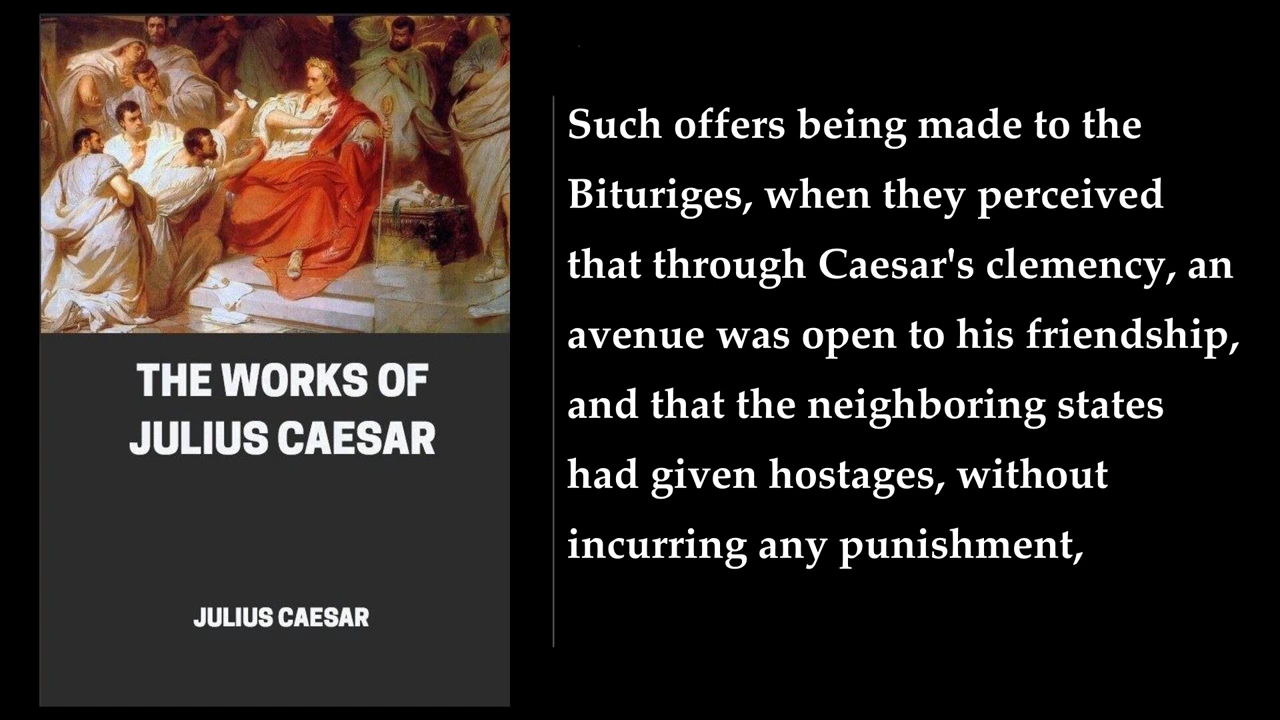 THE WORKS OF
JULIUS CAESAR
JULIUS CAESAR
Such offers being made to the
Bituriges, when they perceived
that through Caesar's clemency, an
avenue was open to his friendship,
and that the neighboring states
had given hostages, without
incurring any punishment,